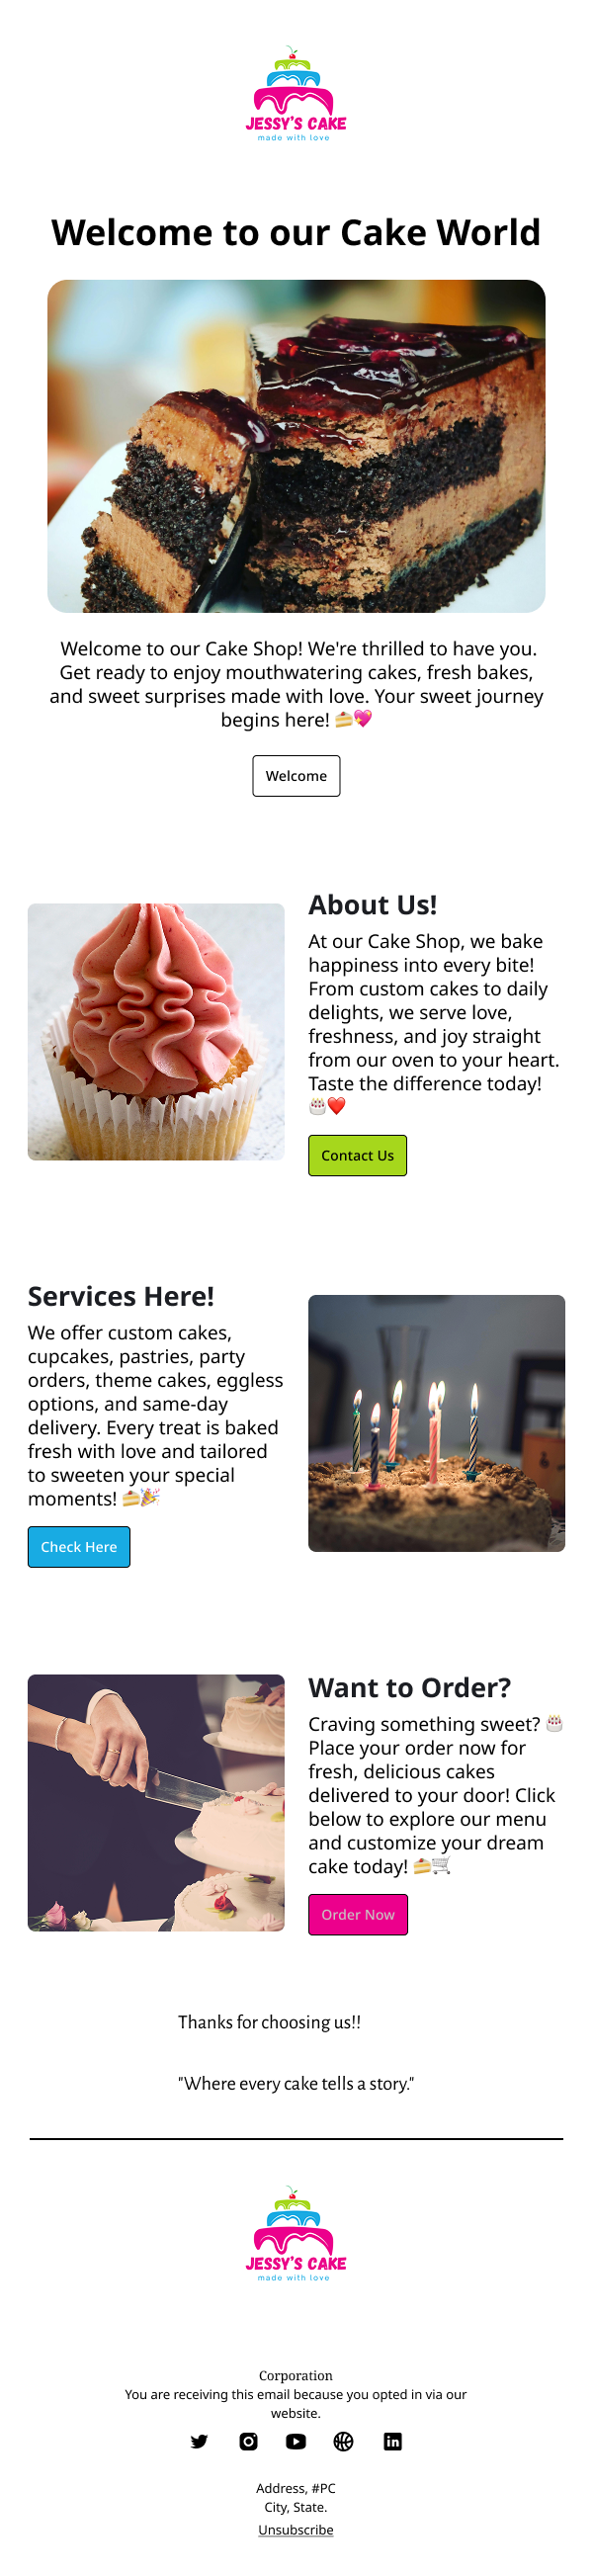 JESSY'S CAKE
made with love
Welcome to our Cake World
Welcome to our Cake Shop! We're thrilled to have you.
Get ready to enjoy mouthwatering cakes, fresh bakes,
and sweet surprises made with love. Your sweet journey
begins here! 🍰💖
Welcome
About Us!
At our Cake Shop, we bake
happiness into every bite!
From custom cakes to daily
delights, we serve love,
freshness, and joy straight
from our oven to your heart.
Taste the difference today!
🎂❤️
Contact Us
Services Here!
We offer custom cakes,
cupcakes, pastries, party
orders, theme cakes, eggless
options, and same-day
delivery. Every treat is baked
fresh with love and tailored
to sweeten your special
moments! 🍰🎉
Check Here
Want to Order?
Craving something sweet? 🎂
Place your order now for
fresh, delicious cakes
delivered to your door! Click
below to explore our menu
and customize your dream
cake today! 🍰🛒
Order Now
Thanks for choosing us!!
"Where every cake tells a story."
JESSY'S CAKE
made with love
Corporation
You are receiving this email because you opted in via our
website.
Address, #PC
City, State.
Unsubscribe